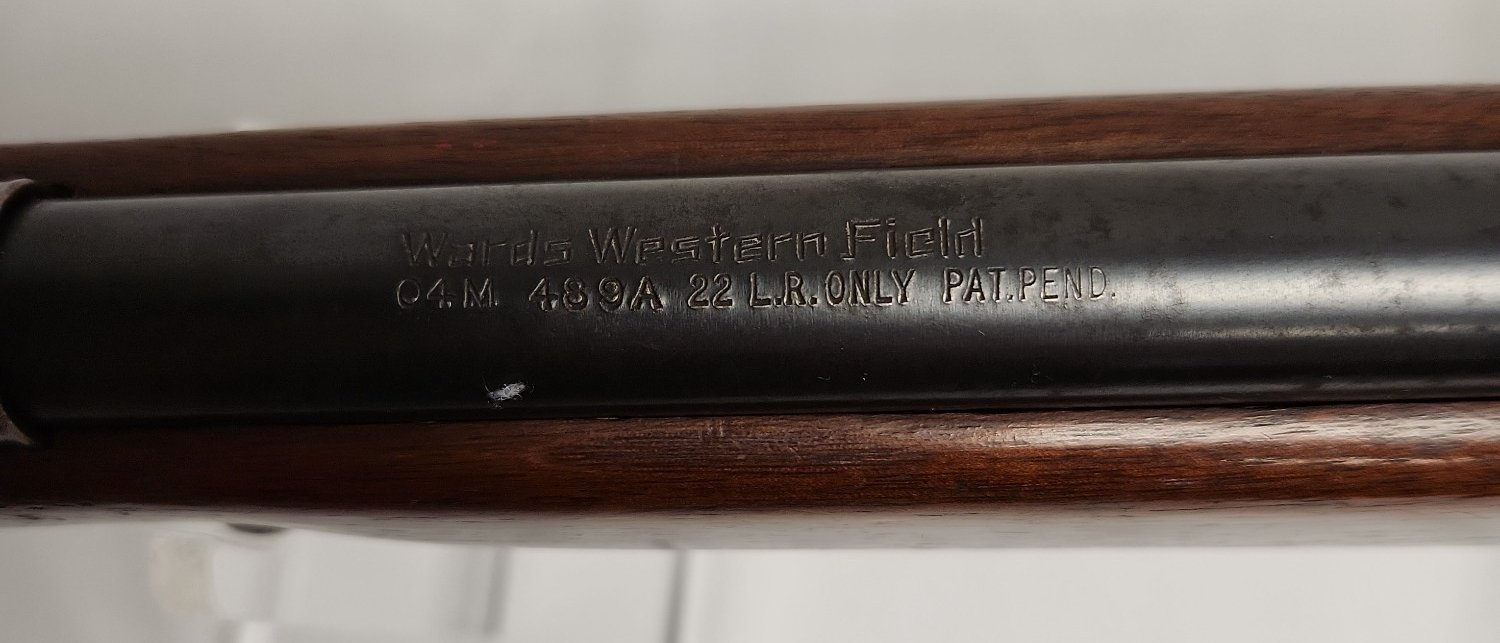 Wards Western Field
04M 489A 22 L.R. ONLY PAT. PEND.